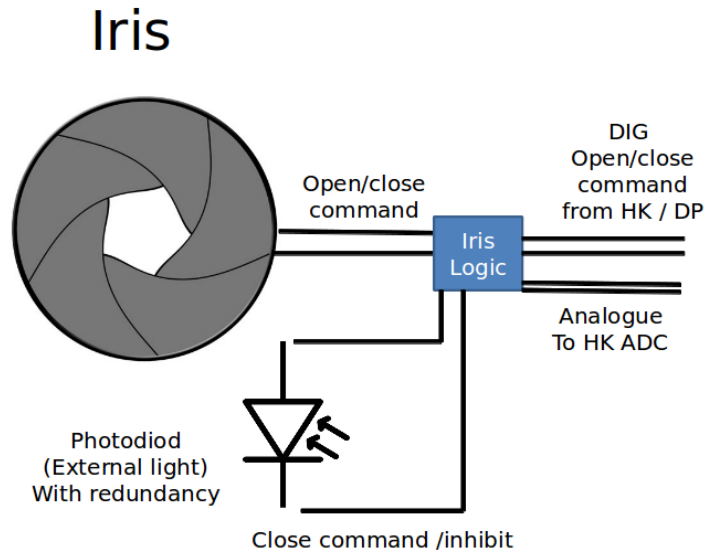 Iris
Open/close
command
DIG
Open/close
command
from HK / DP
Iris
Logic
Analogue
To HK ADC
Photodiod
(External light)
With redundancy
Close command /inhibit